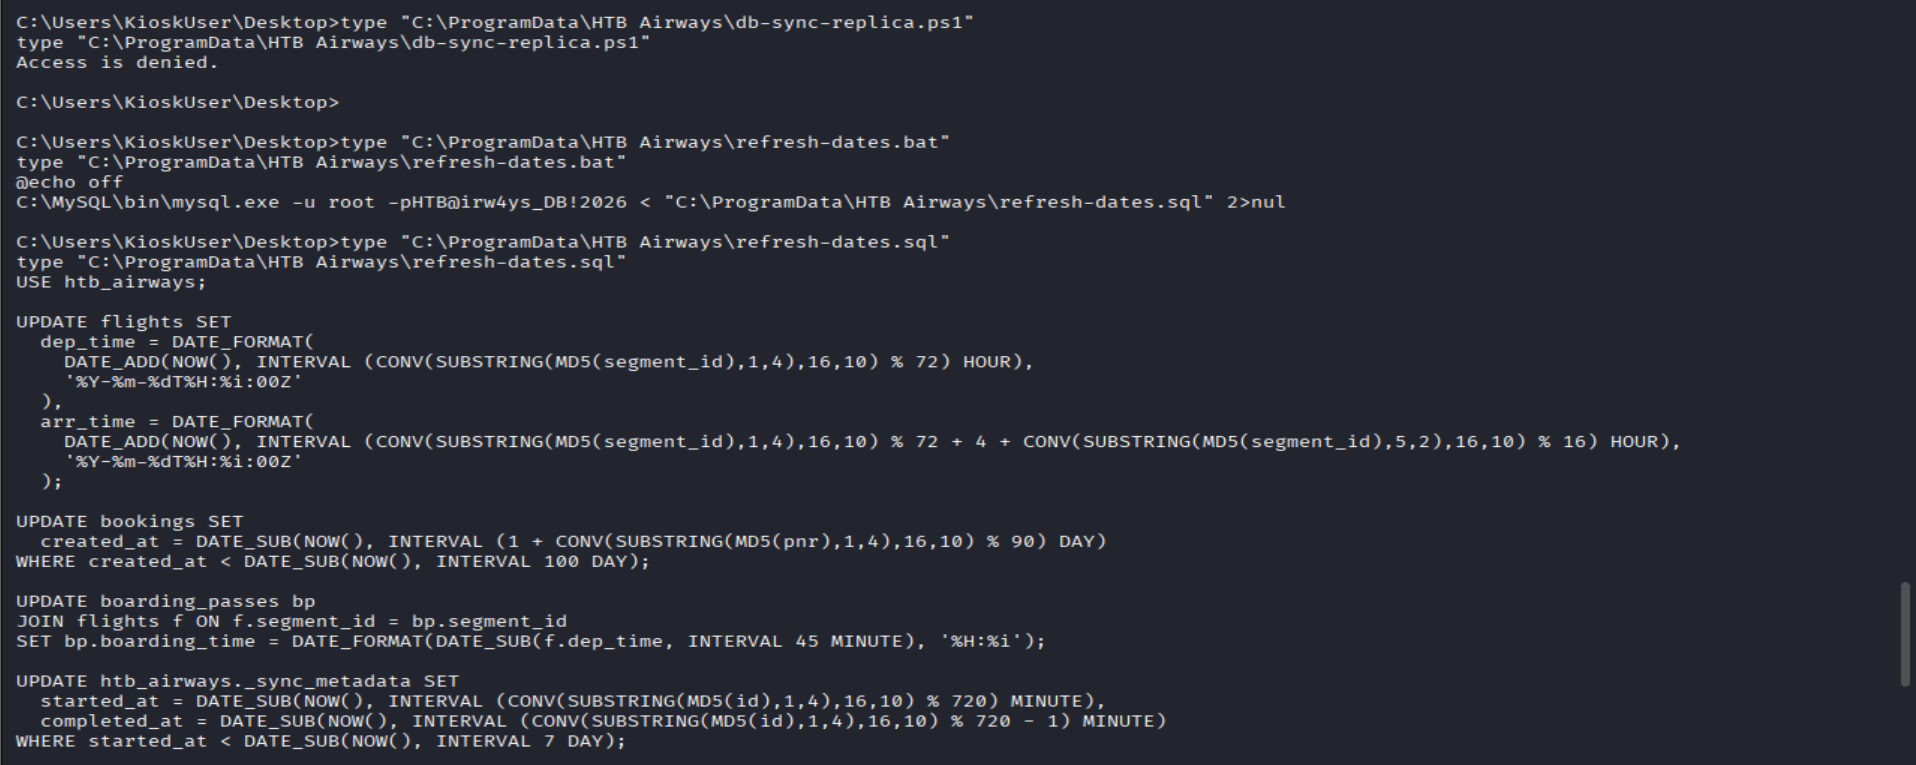 C:\Users\KioskUser\Desktop>type "C:\ProgramData\HTB Airways\db-sync-replica.ps1"
type "C:\ProgramData\HTB Airways\db-sync-replica.ps1"
Access is denied.

C:\Users\KioskUser\Desktop>

C:\Users\KioskUser\Desktop>type "C:\ProgramData\HTB Airways\refresh-dates.bat"
type "C:\ProgramData\HTB Airways\refresh-dates.bat"
@echo off
C:\MySQL\bin\mysql.exe -u root -pHTB@irw4ys_DB!2026 < "C:\ProgramData\HTB Airways\refresh-dates.sql" 2>nul

C:\Users\KioskUser\Desktop>type "C:\ProgramData\HTB Airways\refresh-dates.sql"
type "C:\ProgramData\HTB Airways\refresh-dates.sql"
USE htb_airways;

UPDATE flights SET
  dep_time = DATE_FORMAT(
    DATE_ADD(NOW(), INTERVAL (CONV(SUBSTRING(MD5(segment_id),1,4),16,10) % 72) HOUR),
    '%Y-%m-%dT%H:%i:00Z'
  ),
  arr_time = DATE_FORMAT(
    DATE_ADD(NOW(), INTERVAL (CONV(SUBSTRING(MD5(segment_id),1,4),16,10) % 72 + 4 + CONV(SUBSTRING(MD5(segment_id),5,2),16,10) % 16) HOUR),
    '%Y-%m-%dT%H:%i:00Z'
  );

UPDATE bookings SET
  created_at = DATE_SUB(NOW(), INTERVAL (1 + CONV(SUBSTRING(MD5(pnr),1,4),16,10) % 90) DAY)
WHERE created_at < DATE_SUB(NOW(), INTERVAL 100 DAY);

UPDATE boarding_passes bp
JOIN flights f ON f.segment_id = bp.segment_id
SET bp.boarding_time = DATE_FORMAT(DATE_SUB(f.dep_time, INTERVAL 45 MINUTE), '%H:%i');

UPDATE htb_airways._sync_metadata SET
  started_at = DATE_SUB(NOW(), INTERVAL (CONV(SUBSTRING(MD5(id),1,4),16,10) % 720) MINUTE),
  completed_at = DATE_SUB(NOW(), INTERVAL (CONV(SUBSTRING(MD5(id),1,4),16,10) % 720 - 1) MINUTE)
WHERE started_at < DATE_SUB(NOW(), INTERVAL 7 DAY);